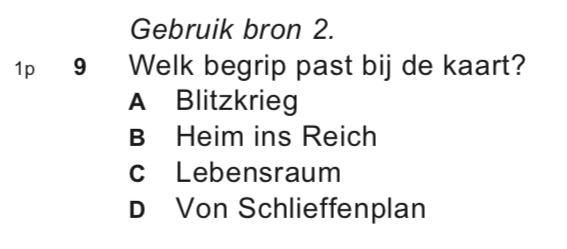 Gebruik bron 2.
1p 9 Welk begrip past bij de kaart?
A Blitzkrieg
B Heim ins Reich
C Lebensraum
D Von Schlieffenplan